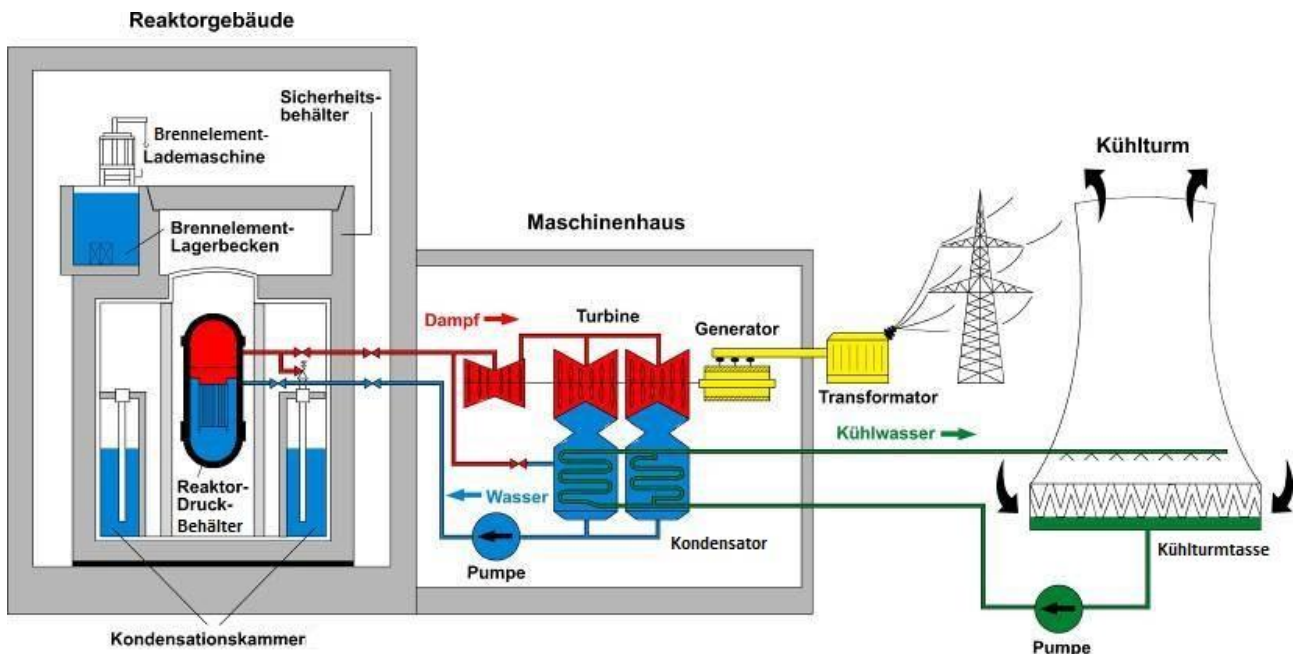 Reaktorgebäude
Sicherheits-
behälter
Brennelement-
Lademaschine
Brennelement-
Lagerbecken
Reaktor-
Druck-
Behälter
Kondensationskammer
Maschinenhaus
Dampf
Turbine
Generator
Wasser
Pumpe
Kondensator
Transformator
Kühlturm
Kühlwasser
Kühlturmtasse
Pumpe